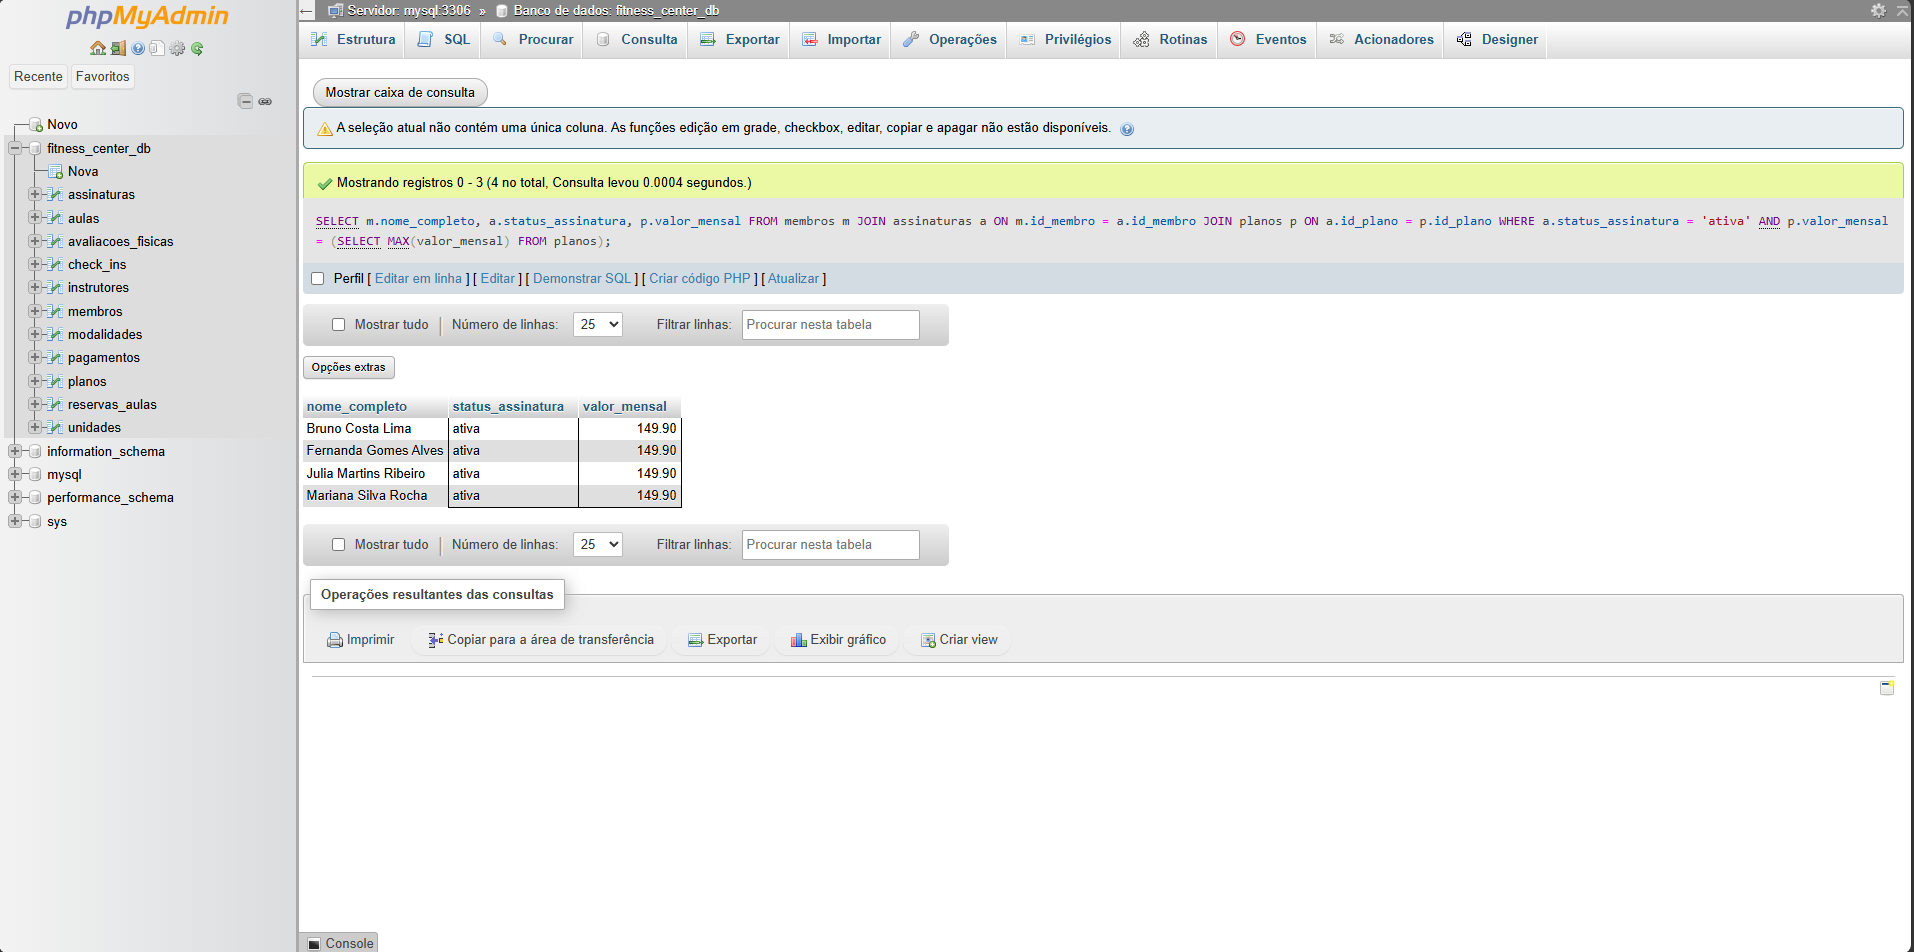 phpMyAdmin
Recente Favoritos
Novo
fitness_center_db
Nova
assinaturas
aulas
avaliacoes_fisicas
check_ins
instrutores
membros
modalidades
pagamentos
planos
reservas_aulas
unidades
information_schema
mysql
performance_schema
sys
Servidor: mysql:3306 » Banco de dados: fitness_center_db
Estrutura SQL Procurar Consulta Exportar Importar Operações Privilégios Rotinas Eventos Acionadores Designer
Mostrar caixa de consulta
A seleção atual não contém uma única coluna. As funções edição em grade, checkbox, editar, copiar e apagar não estão disponíveis.
Mostrando registros 0 - 3 (4 no total, Consulta levou 0.0004 segundos.)
SELECT m.nome_completo, a.status_assinatura, p.valor_mensal FROM membros m JOIN assinaturas a ON m.id_membro = a.id_membro JOIN planos p ON a.id_plano = p.id_plano WHERE a.status_assinatura = 'ativa' AND p.valor_mensal
= (SELECT MAX(valor_mensal) FROM planos);
Perfil [ Editar em linha ] [ Editar ] [ Demonstrar SQL ] [ Criar código PHP ] [ Atualizar ]
Mostrar tudo Número de linhas: 25 Filtrar linhas: Procurar nesta tabela
Opções extras
nome_completo status_assinatura valor_mensal
Bruno Costa Lima ativa 149.90
Fernanda Gomes Alves ativa 149.90
Julia Martins Ribeiro ativa 149.90
Mariana Silva Rocha ativa 149.90
Mostrar tudo Número de linhas: 25 Filtrar linhas: Procurar nesta tabela
Operações resultantes das consultas
Imprimir Copiar para a área de transferência Exportar Exibir gráfico Criar view
Console